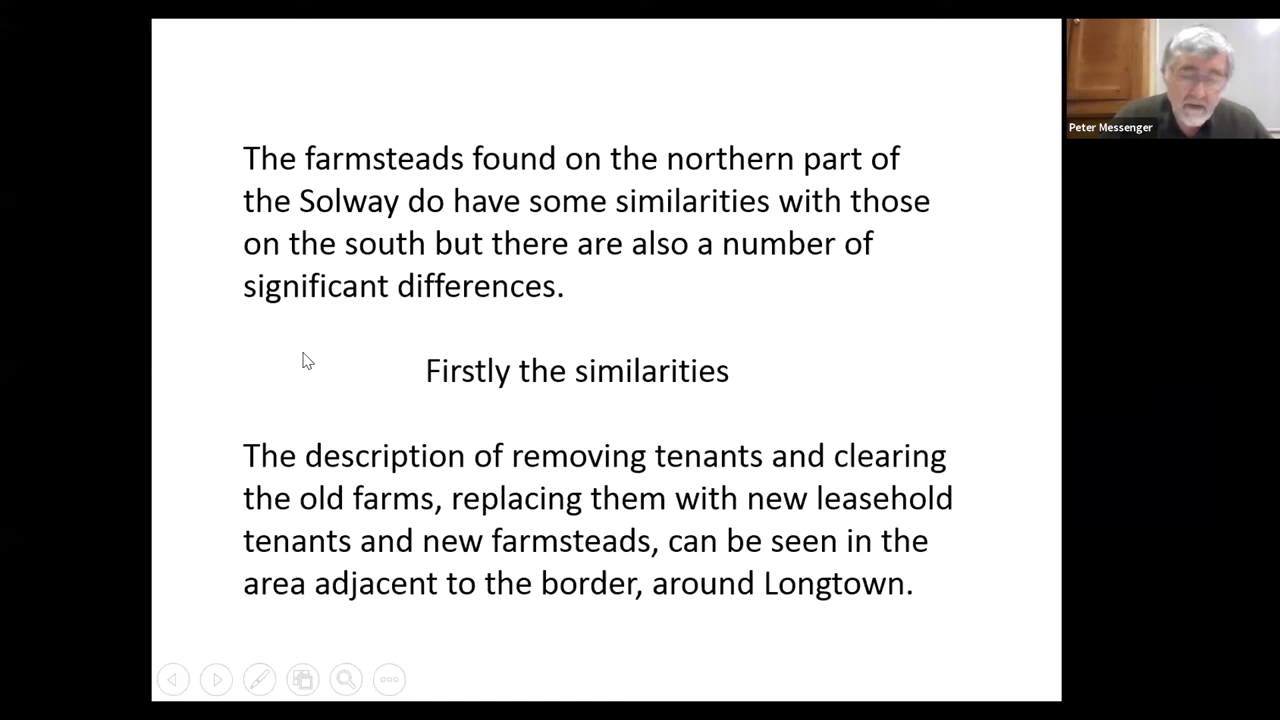 The farmsteads found on the northern part of
the Solway do have some similarities with those
on the south but there are also a number of
significant differences.
Firstly the similarities
The description of removing tenants and clearing
the old farms, replacing them with new leasehold
tenants and new farmsteads, can be seen in the
area adjacent to the border, around Longtown.
Peter Messenger